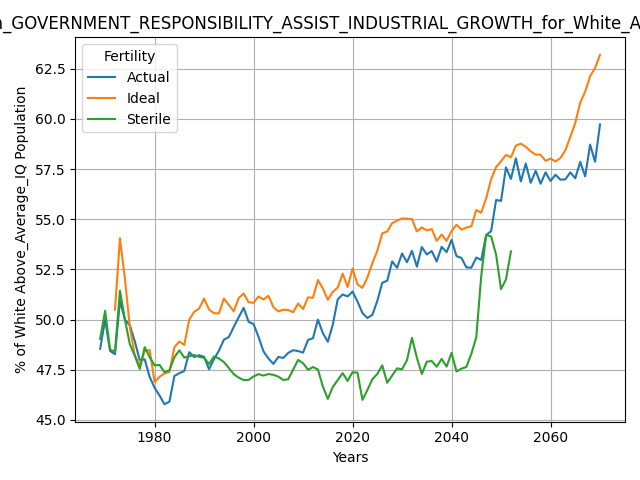 GOVERNMENT_RESPONSIBILITY_ASSIST_INDUSTRIAL_GROWTH_for_White_A
Fertility
Actual
Ideal
Sterile
% of White Above_Average_IQ Population
62.5
60.0
57.5
55.0
52.5
50.0
47.5
45.0
1980
2000
2020
2040
2060
Years